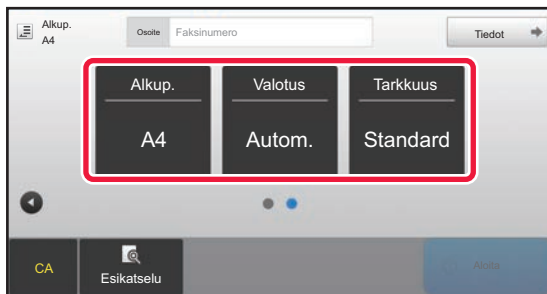 Alkup.
A4
Osoite
Faksinumero
Tiedot
Alkup.
Valotus
Tarkkuus
A4
Autom.
Standard
CA
Esikatselu
Aloita